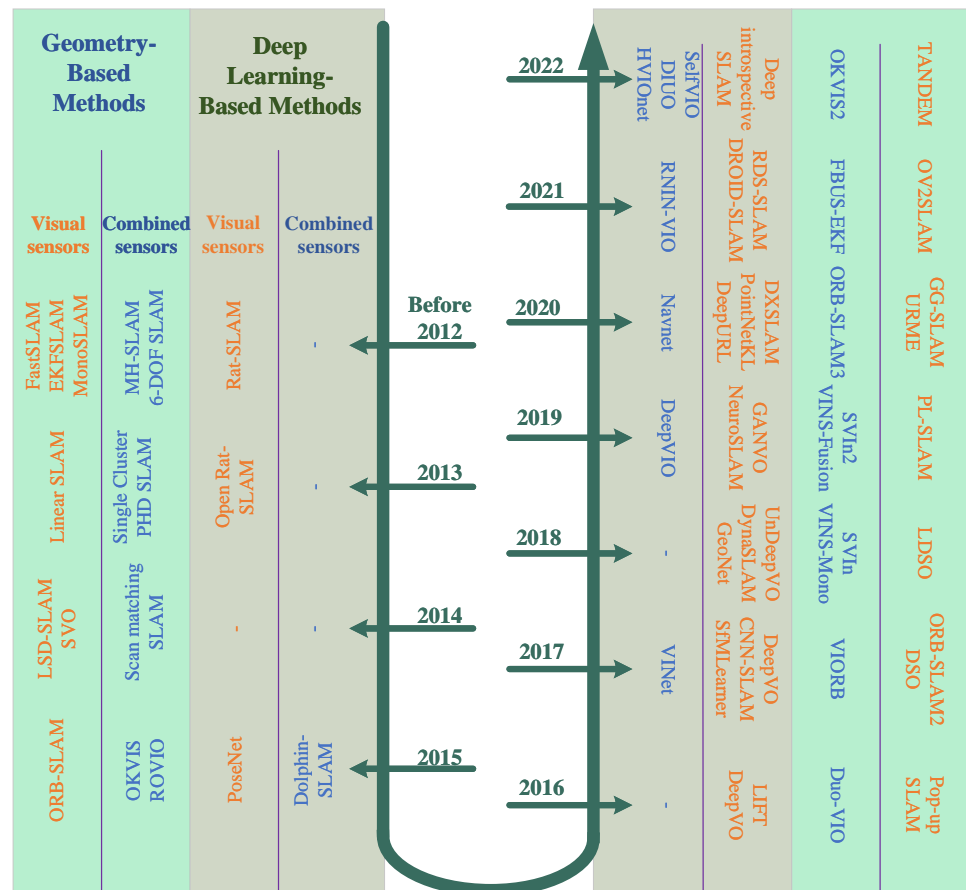 Geometry-
Based
Methods
Deep
Learning-
Based Methods
Visual
sensors
Combined
sensors
Visual
sensors
Combined
sensors
FastSLAM
EKFSLAM
MonoSLAM
MH-SLAM
6-DOF SLAM
Rat-SLAM
-
Before
2012
Linear SLAM
Single Cluster
PHD SLAM
Open Rat-
SLAM
-
2013
LSD-SLAM
SVO
Scan matching
SLAM
-
-
2014
ORB-SLAM
OKVIS
ROVIO
PoseNet
Dolphin-
SLAM
2015
2022
SelfVIO
DIUO
HVIOnet
Deep
introspective
SLAM
OKVIS2
TANDEM
2021
RNIN-VIO
RDS-SLAM
DROID-SLAM
FBUS-EKF
OV2SLAM
2020
Navnet
DXSLAM
PointNetKL
DeepURL
ORB-SLAM3
GG-SLAM
URME
2019
DeepVIO
GANVO
NeuroSLAM
SVIn2
VINS-Fusion
PL-SLAM
2018
-
UnDeepVO
DynaSLAM
GeoNet
SVIn
VINS-Mono
LDSO
2017
VINet
DeepVO
CNN-SLAM
SfMLearner
VIORB
ORB-SLAM2
DSO
2016
-
LIFT
DeepVO
Duo-VIO
Pop-up
SLAM